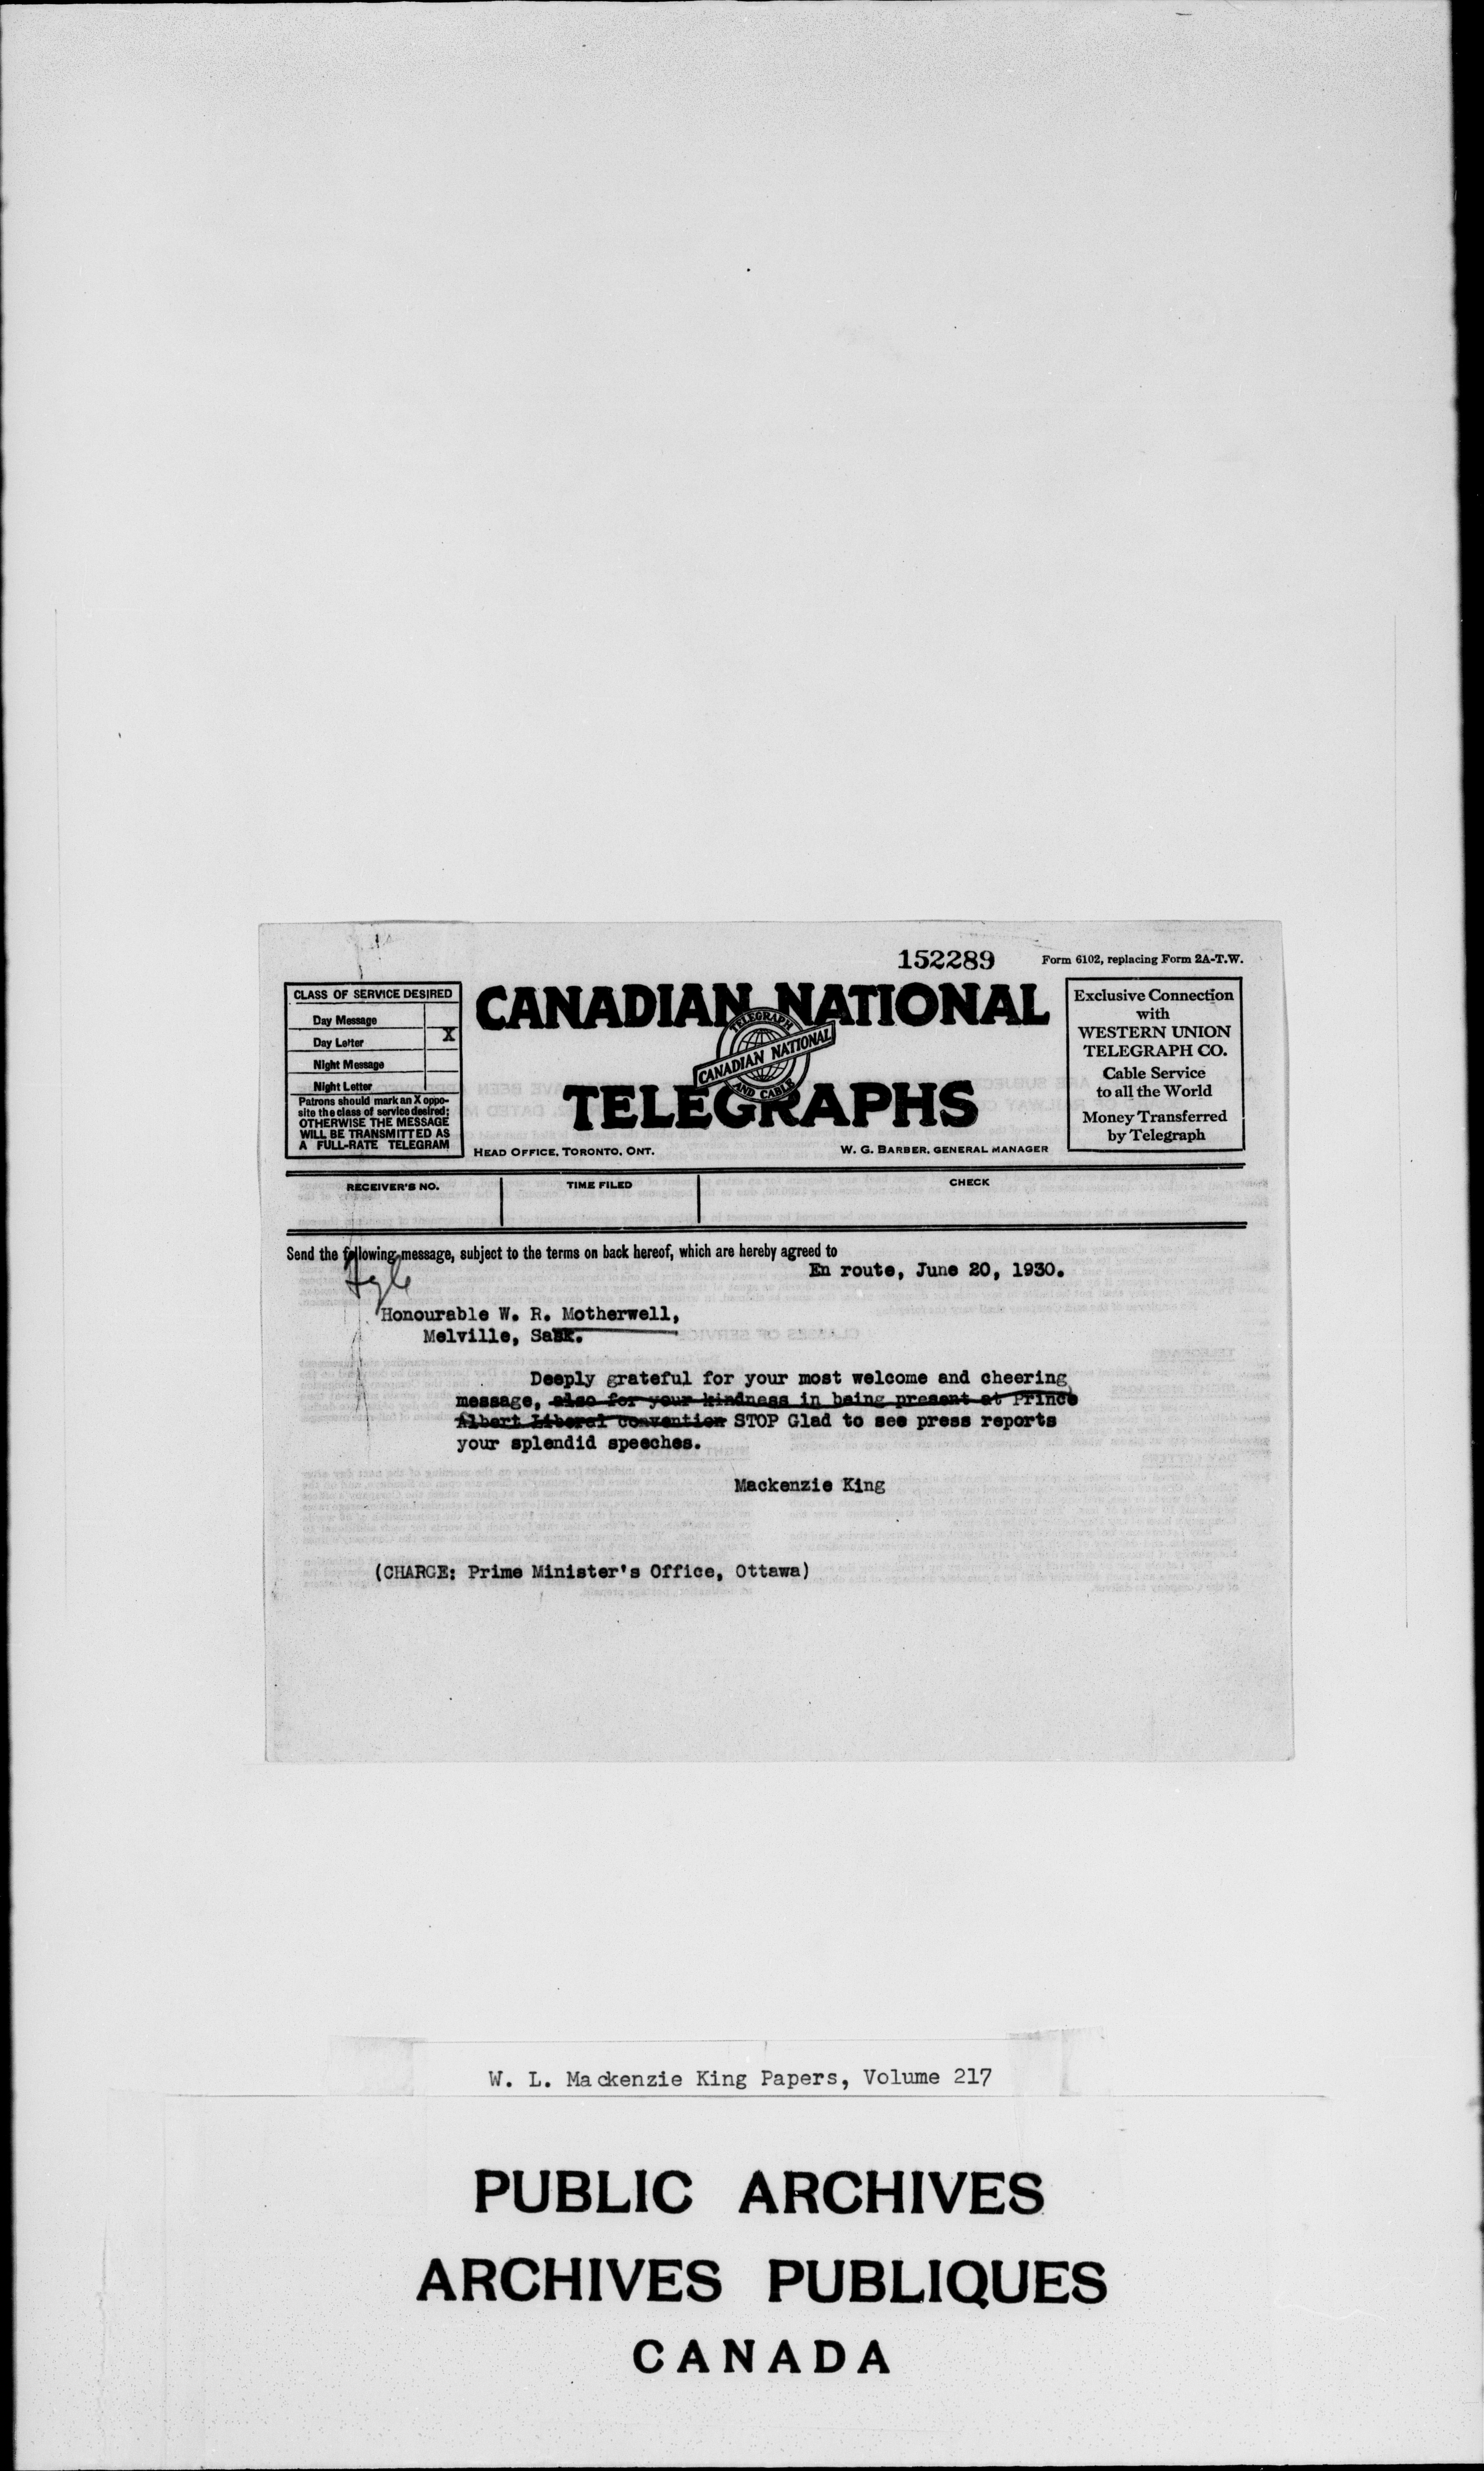 152289 Form 6102, replacing Form 2A-T.W.
CLASS OF SERVICE DESIRED
Day Message
Day Letter X
Night Message
Night Letter
Patrons should mark an X oppo-
site the class of service desired;
OTHERWISE THE MESSAGE
WILL BE TRANSMITTED AS
A FULL-RATE TELEGRAM
CANADIAN NATIONAL
TELEGRAPH
CANADIAN NATIONAL
AND CABLE
TELEGRAPHS
HEAD OFFICE, TORONTO, ONT. W. G. BARBER, GENERAL MANAGER
Exclusive Connection
with
WESTERN UNION
TELEGRAPH CO.
Cable Service
to all the World
Money Transferred
by Telegraph
RECEIVER'S NO. TIME FILED CHECK
Send the following message, subject to the terms on back hereof, which are hereby agreed to
En route, June 20, 1930.
Honourable W. R. Motherwell,
Melville, Sask.
Deeply grateful for your most welcome and cheering
message, also for your kindness in being present at Prince
Albert Liberal convention STOP Glad to see press reports
your splendid speeches.
Mackenzie King
(CHARGE: Prime Minister's Office, Ottawa)
W. L. Mackenzie King Papers, Volume 217
PUBLIC ARCHIVES
ARCHIVES PUBLIQUES
CANADA